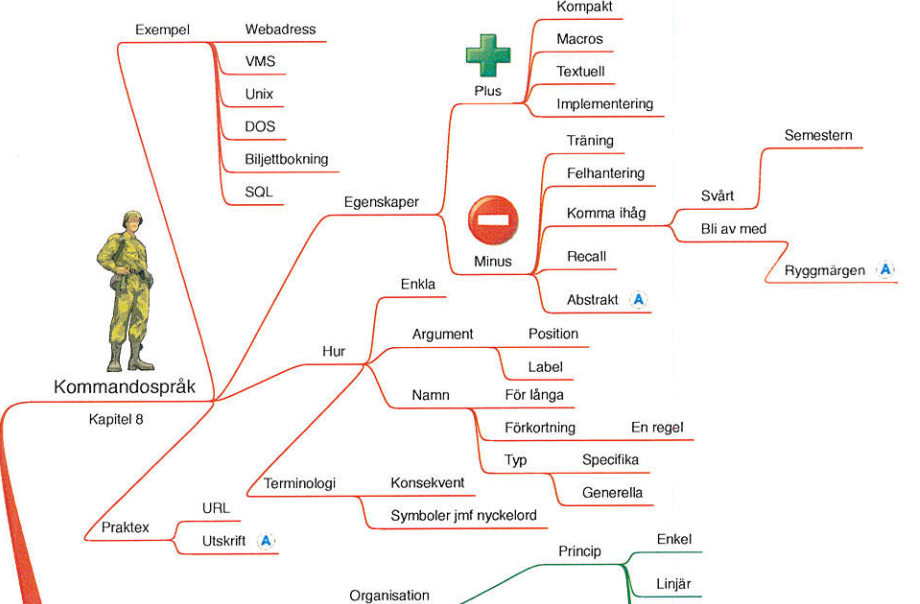 Exempel
Webadress
VMS
Unix
DOS
Biljettbokning
SQL
Egenskaper
Plus
Kompakt
Macros
Textuell
Implementering
Minus
Träning
Felhantering
Komma ihåg
Svårt
Semestern
Bli av med
Ryggmärgen A
Recall
Abstrakt A
Kommandospråk
Kapitel 8
Hur
Enkla
Argument
Position
Label
Namn
För långa
Förkortning
En regel
Typ
Specifika
Generella
Terminologi
Konsekvent
Symboler jmf nyckelord
Praktex
URL
Utskrift A
Organisation
Princip
Enkel
Linjär